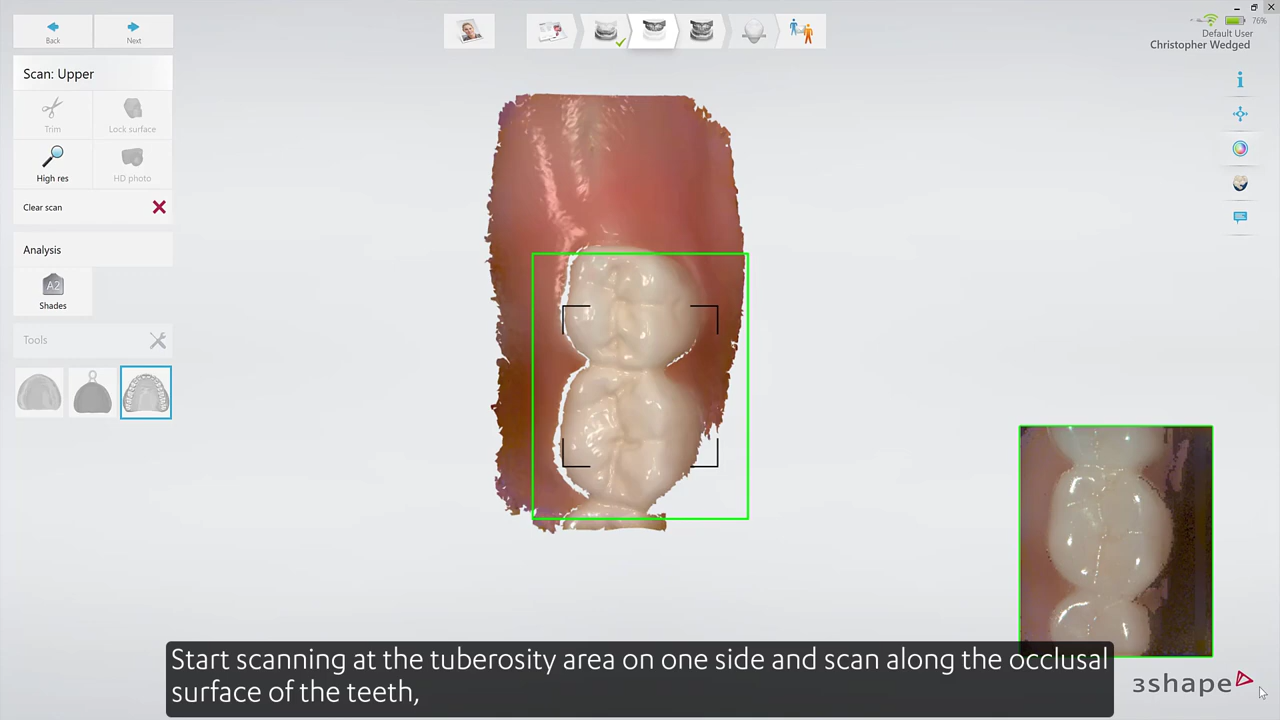 Back
Next
76%
Default User
Christopher Wedged
Scan: Upper
Trim
Lock surface
High res
HD photo
Clear scan
Analysis
A2
Shades
Tools
Start scanning at the tuberosity area on one side and scan along the occlusal
surface of the teeth,
3shape